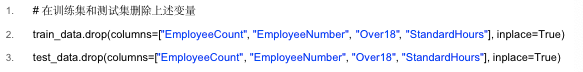 1. # 在训练集和测试集删除上述变量
2. train_data.drop(columns=["EmployeeCount", "EmployeeNumber", "Over18", "StandardHours"], inplace=True)
3. test_data.drop(columns=["EmployeeCount", "EmployeeNumber", "Over18", "StandardHours"], inplace=True)